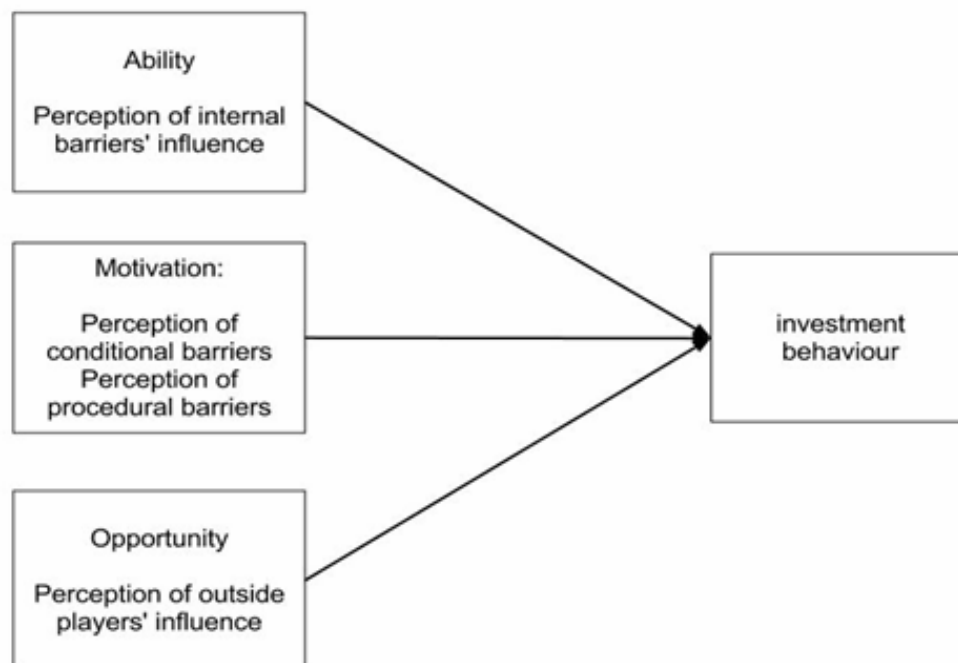 Ability
Perception of internal
barriers' influence
Motivation:
Perception of
conditional barriers
Perception of
procedural barriers
Opportunity
Perception of outside
players' influence
investment
behaviour